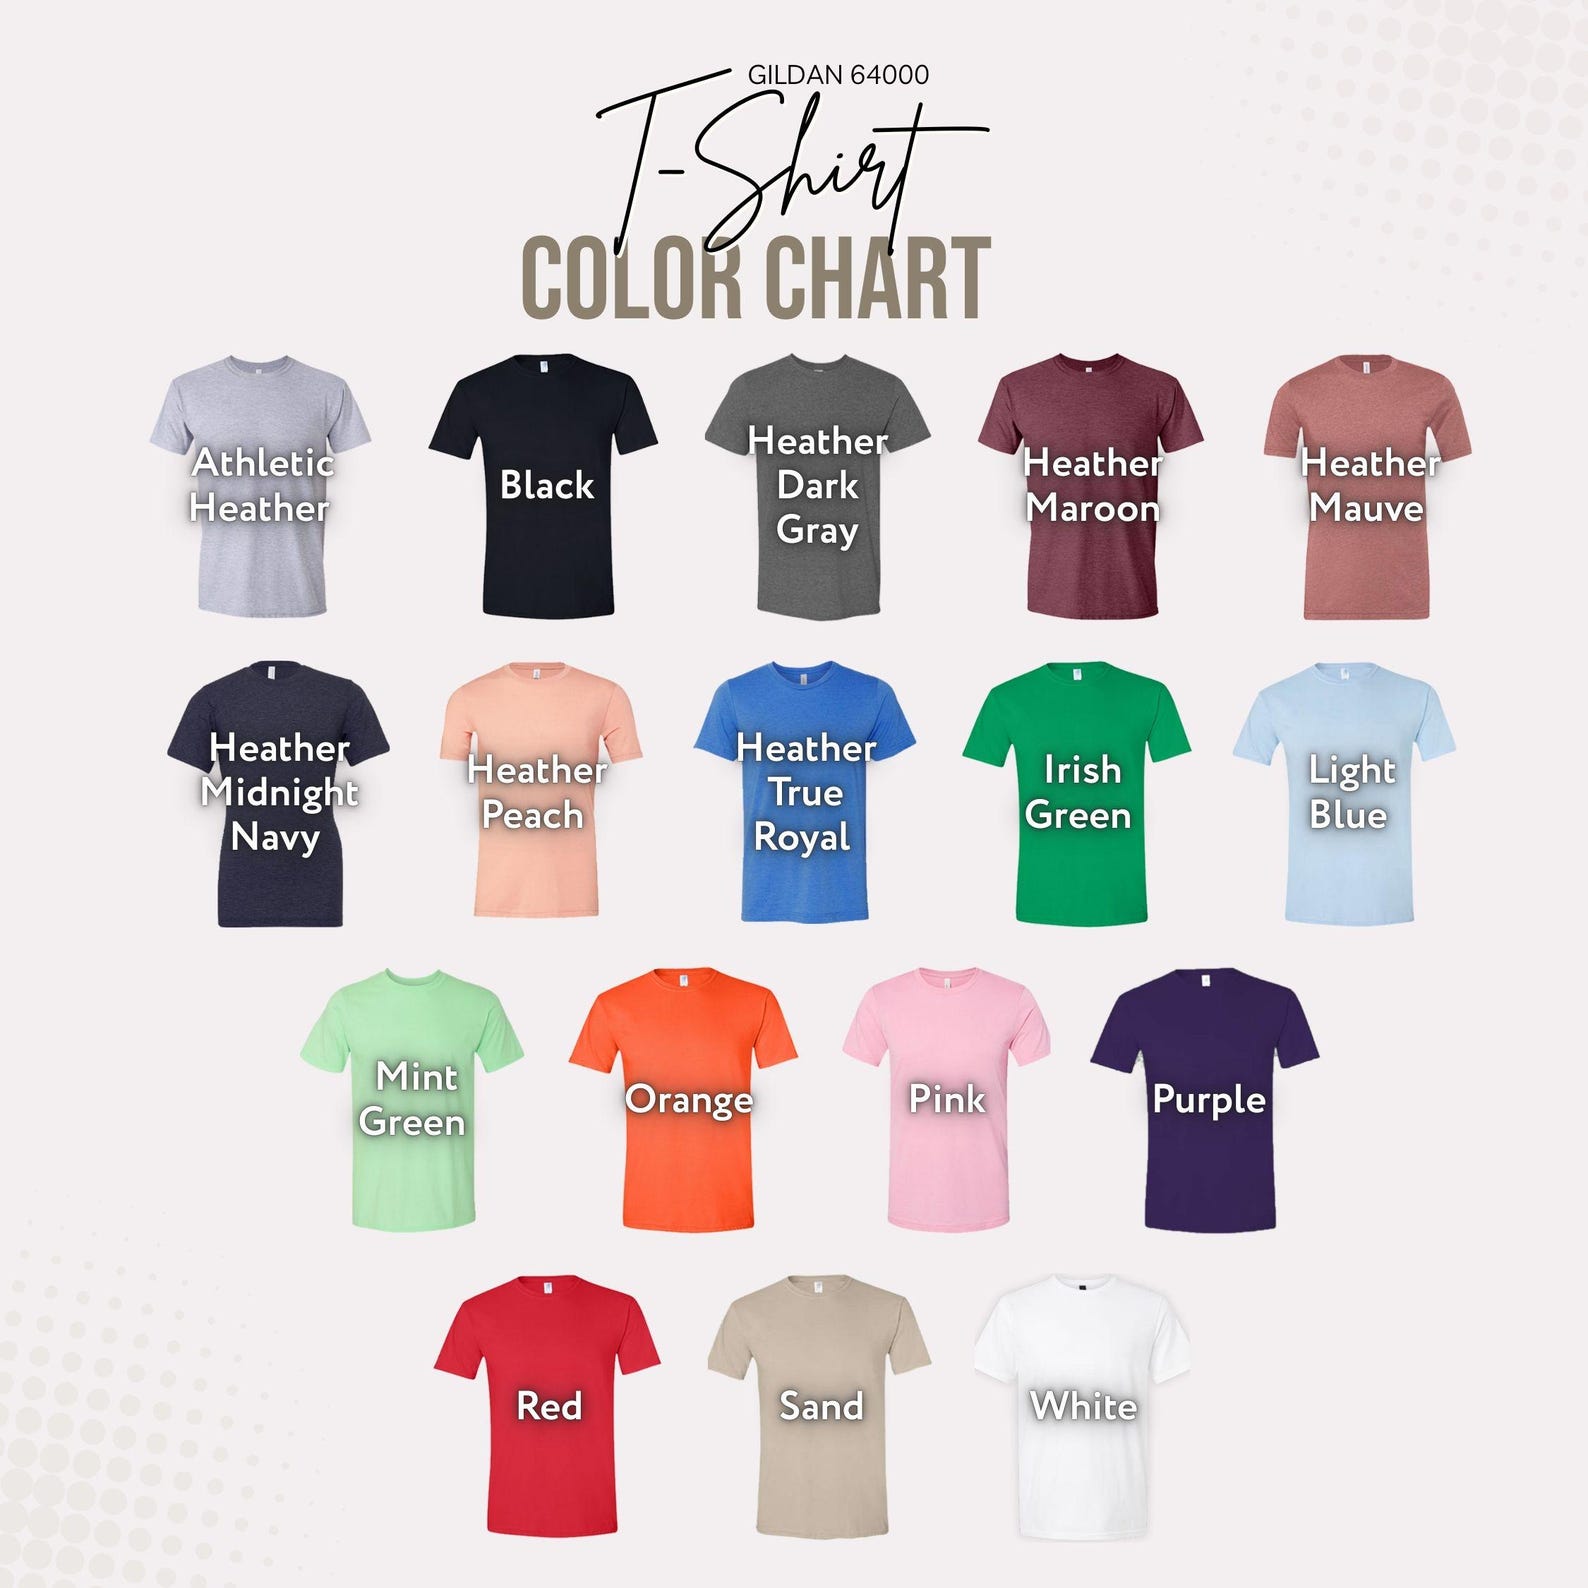 GILDAN 64000
T-Shirt
COLOR CHART
Athletic
Heather
Black
Heather
Dark
Gray
Heather
Maroon
Heather
Mauve
Heather
Midnight
Navy
Heather
Peach
Heather
True
Royal
Irish
Green
Light
Blue
Mint
Green
Orange
Pink
Purple
Red
Sand
White